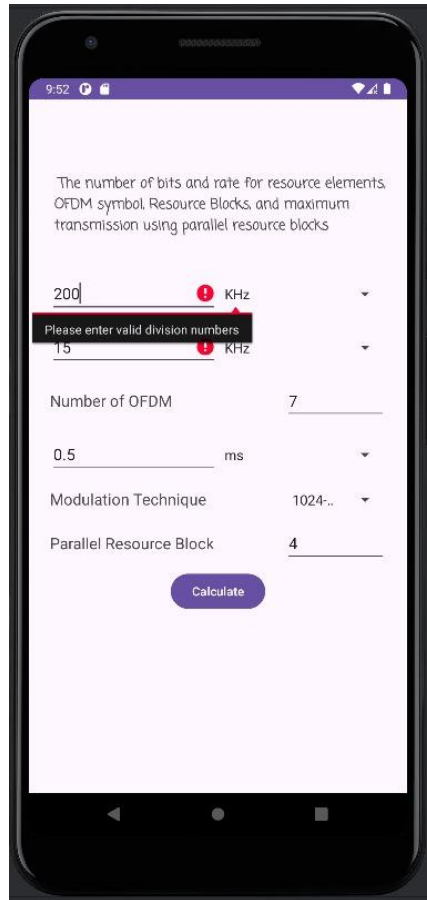 9:52
The number of bits and rate for resource elements,
OFDM symbol, Resource Blocks, and maximum
transmission using parallel resource blocks
200 KHz
Please enter valid division numbers
15 KHz
Number of OFDM 7
0.5 ms
Modulation Technique 1024-..
Parallel Resource Block 4
Calculate